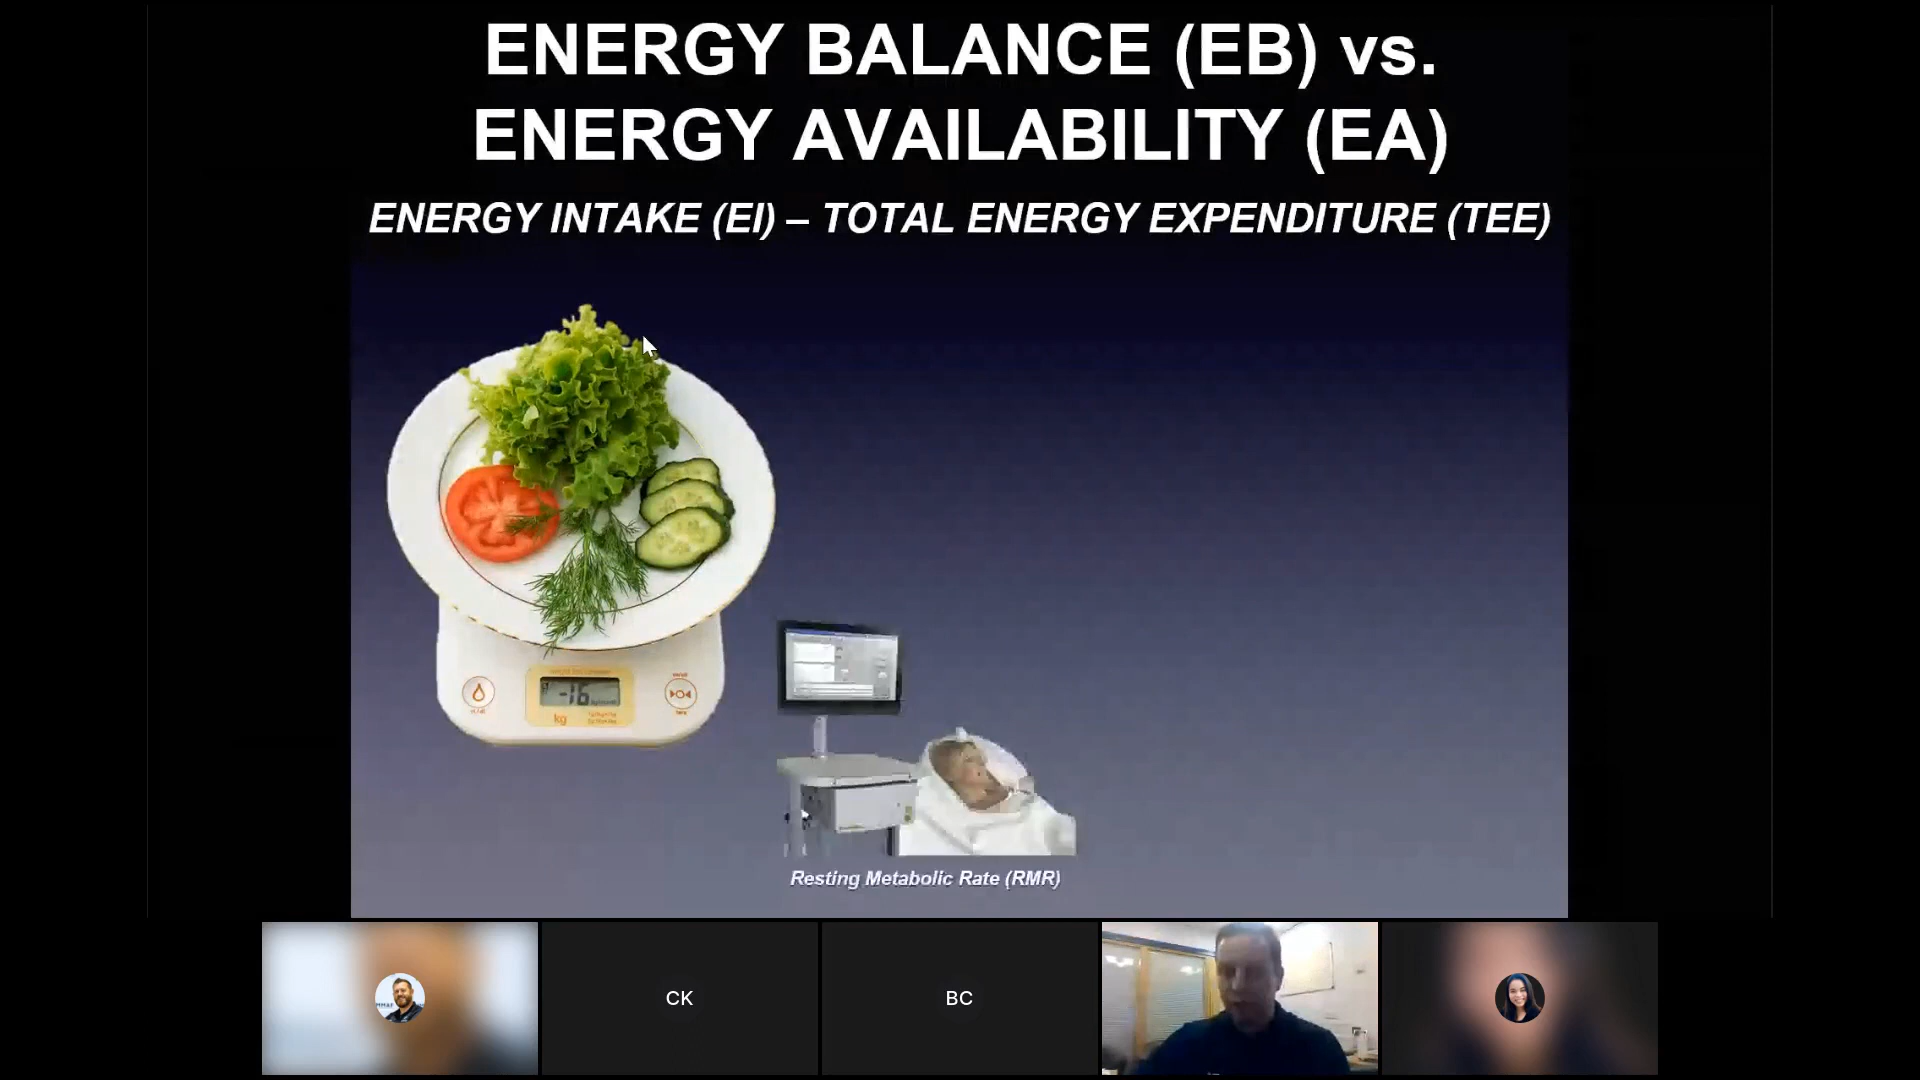 ENERGY BALANCE (EB) vs.
ENERGY AVAILABILITY (EA)
ENERGY INTAKE (EI) – TOTAL ENERGY EXPENDITURE (TEE)
-16
kg
Resting Metabolic Rate (RMR)
CK
BC